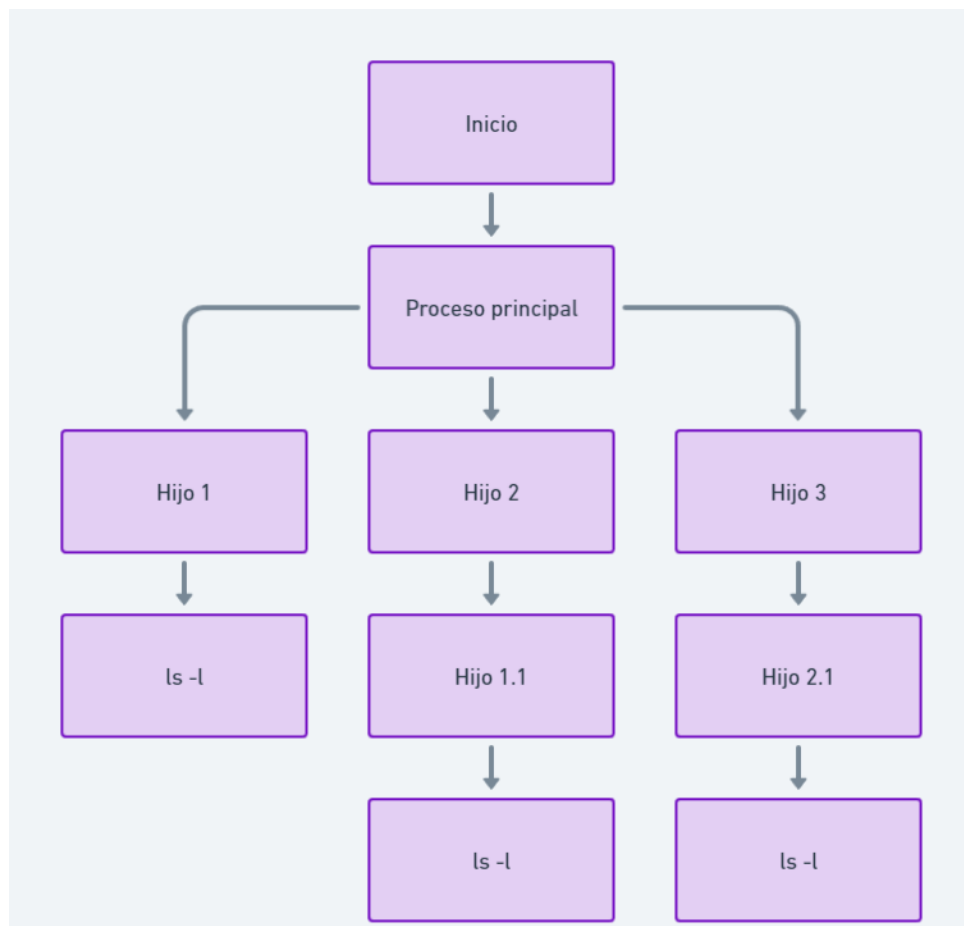 Inicio
Proceso principal
Hijo 1
Hijo 2
Hijo 3
ls -l
Hijo 1.1
Hijo 2.1
ls -l
ls -l